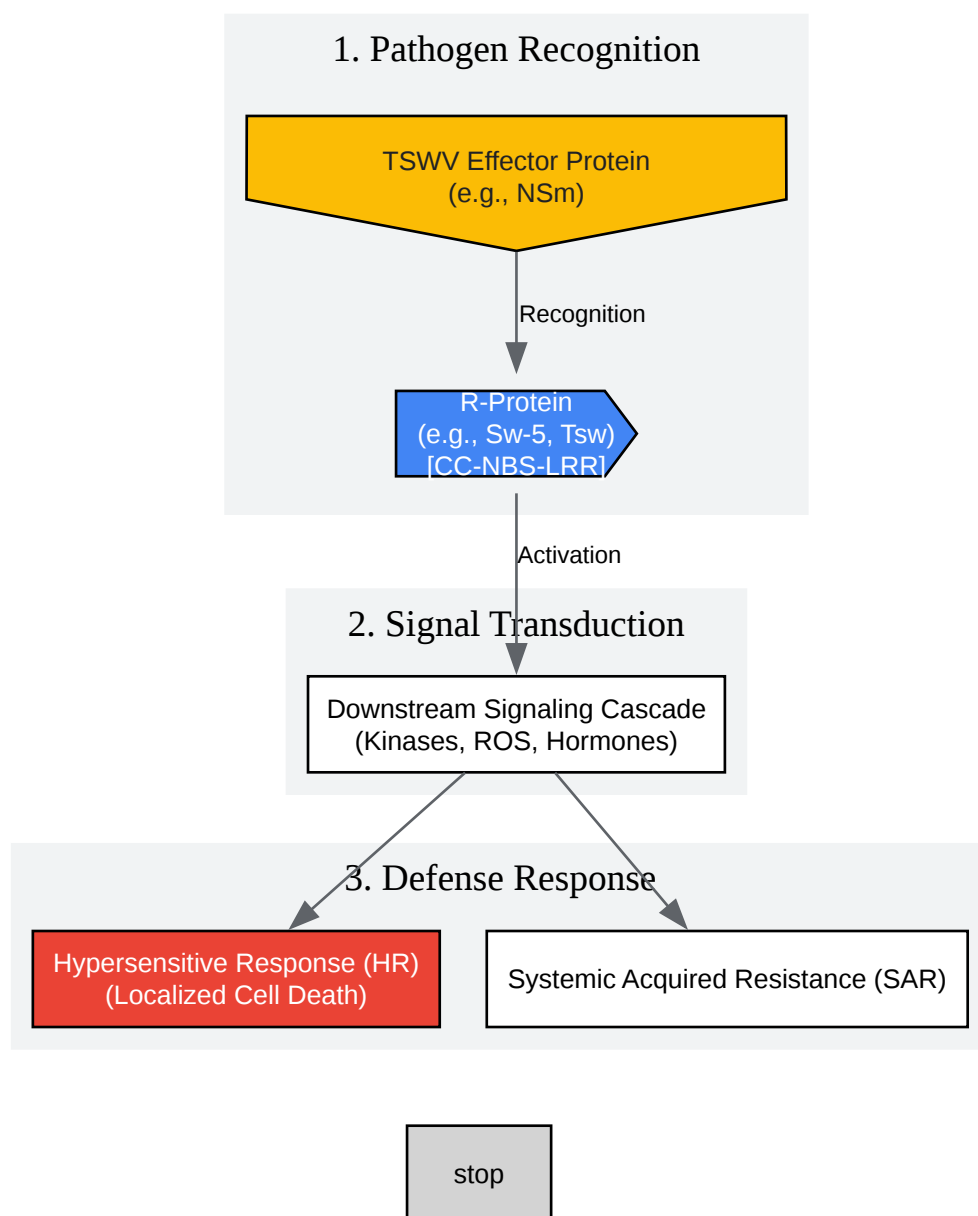 1. Pathogen Recognition
TSWV Effector Protein
(e.g., NSm)
Recognition
R-Protein
(e.g., Sw-5, Tsw)
[CC-NBS-LRR]
Activation
2. Signal Transduction
Downstream Signaling Cascade
(Kinases, ROS, Hormones)
3. Defense Response
Hypersensitive Response (HR)
(Localized Cell Death)
Systemic Acquired Resistance (SAR)
stop